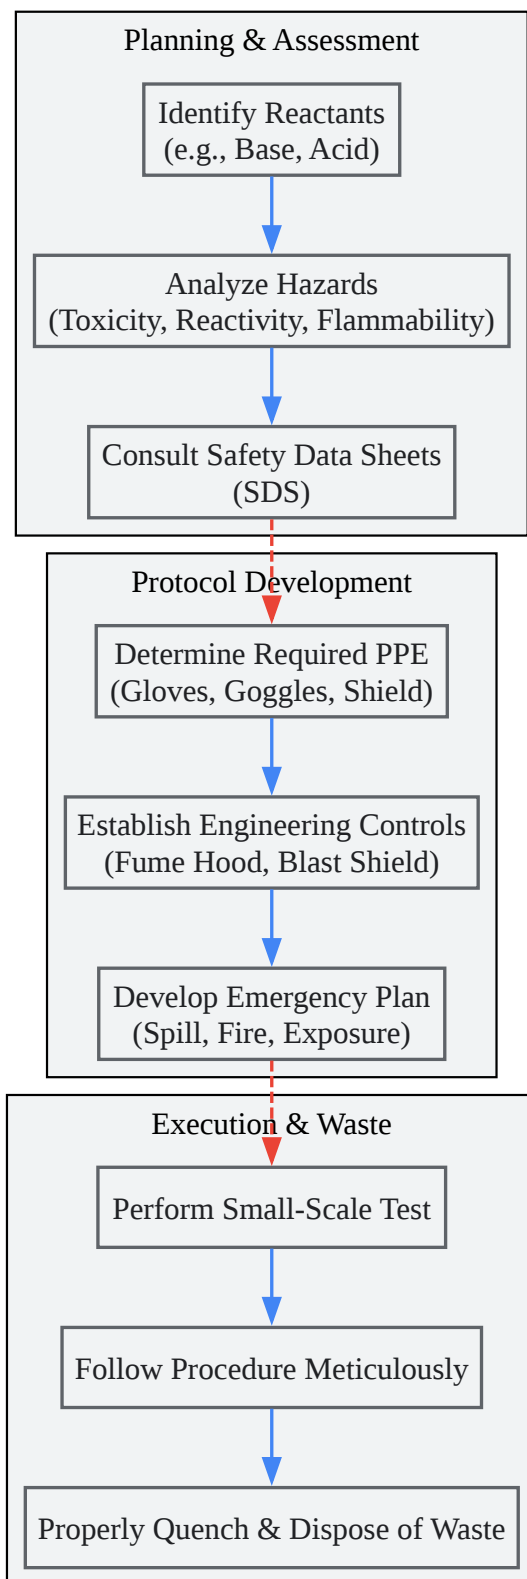 Planning & Assessment
Identify Reactants
(e.g., Base, Acid)
Analyze Hazards
(Toxicity, Reactivity, Flammability)
Consult Safety Data Sheets
(SDS)
Protocol Development
Determine Required PPE
(Gloves, Goggles, Shield)
Establish Engineering Controls
(Fume Hood, Blast Shield)
Develop Emergency Plan
(Spill, Fire, Exposure)
Execution & Waste
Perform Small-Scale Test
Follow Procedure Meticulously
Properly Quench & Dispose of Waste